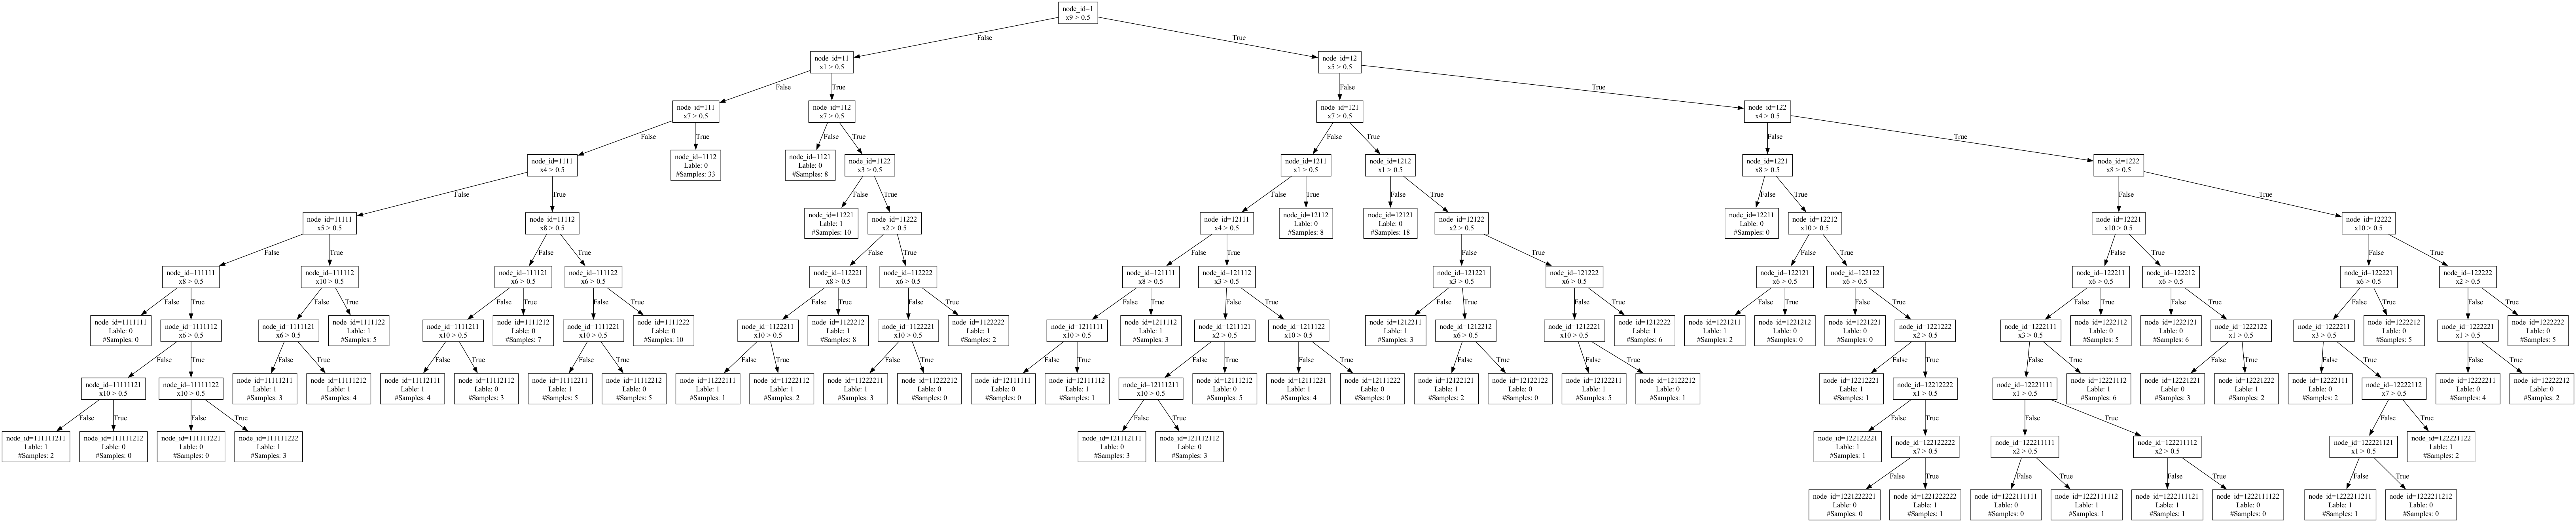 node_id=1
x9 > 0.5
False
True
node_id=11
x1 > 0.5
node_id=12
x5 > 0.5
False
True
False
True
node_id=111
x7 > 0.5
node_id=112
x7 > 0.5
node_id=121
x7 > 0.5
node_id=122
x4 > 0.5
False
True
False
True
False
True
False
True
node_id=1111
x4 > 0.5
node_id=1112
Lable: 0
#Samples: 33
node_id=1121
Lable: 0
#Samples: 8
node_id=1122
x3 > 0.5
node_id=1211
x1 > 0.5
node_id=1212
x1 > 0.5
node_id=1221
x8 > 0.5
node_id=1222
x8 > 0.5
False
True
False
True
False
True
False
True
False
True
False
True
node_id=11111
x5 > 0.5
node_id=11112
x8 > 0.5
node_id=11221
Lable: 1
#Samples: 10
node_id=11222
x2 > 0.5
node_id=12111
x4 > 0.5
node_id=12112
Lable: 0
#Samples: 8
node_id=12121
Lable: 0
#Samples: 18
node_id=12122
x2 > 0.5
node_id=12211
Lable: 0
#Samples: 0
node_id=12212
x10 > 0.5
node_id=12221
x10 > 0.5
node_id=12222
x10 > 0.5
False
True
False
True
False
True
False
True
False
True
False
True
False
True
False
True
node_id=111111
x8 > 0.5
node_id=111112
x10 > 0.5
node_id=111121
x6 > 0.5
node_id=111122
x6 > 0.5
node_id=112221
x8 > 0.5
node_id=112222
x6 > 0.5
node_id=121111
x8 > 0.5
node_id=121112
x3 > 0.5
node_id=121221
x3 > 0.5
node_id=121222
x6 > 0.5
node_id=122121
x6 > 0.5
node_id=122122
x6 > 0.5
node_id=122211
x6 > 0.5
node_id=122212
x6 > 0.5
node_id=122221
x6 > 0.5
node_id=122222
x2 > 0.5
False
True
False
True
False
True
False
True
False
True
False
True
False
True
False
True
False
True
False
True
False
True
False
True
False
True
False
True
False
True
False
True
node_id=1111111
Lable: 0
#Samples: 0
node_id=1111112
x6 > 0.5
node_id=1111121
x6 > 0.5
node_id=1111122
Lable: 1
#Samples: 5
node_id=1111211
x10 > 0.5
node_id=1111212
Lable: 0
#Samples: 7
node_id=1111221
x10 > 0.5
node_id=1111222
Lable: 0
#Samples: 10
node_id=1122211
x10 > 0.5
node_id=1122212
Lable: 1
#Samples: 8
node_id=1122221
x10 > 0.5
node_id=1122222
Lable: 1
#Samples: 2
node_id=1211111
x10 > 0.5
node_id=1211112
Lable: 1
#Samples: 3
node_id=1211121
x2 > 0.5
node_id=1211122
x10 > 0.5
node_id=1212211
Lable: 1
#Samples: 3
node_id=1212212
x6 > 0.5
node_id=1212221
x10 > 0.5
node_id=1212222
Lable: 1
#Samples: 6
node_id=1221211
Lable: 1
#Samples: 2
node_id=1221212
Lable: 0
#Samples: 0
node_id=1221221
Lable: 0
#Samples: 0
node_id=1221222
x2 > 0.5
node_id=1222111
x3 > 0.5
node_id=1222112
Lable: 1
#Samples: 5
node_id=1222121
Lable: 0
#Samples: 6
node_id=1222122
x1 > 0.5
node_id=1222211
x3 > 0.5
node_id=1222212
Lable: 0
#Samples: 5
node_id=1222221
x1 > 0.5
node_id=1222222
Lable: 0
#Samples: 5
False
True
False
True
False
True
False
True
False
True
False
True
False
True
False
True
False
True
False
True
False
True
False
True
False
True
False
True
False
True
False
True
node_id=11111121
x10 > 0.5
node_id=11111122
x10 > 0.5
node_id=11111211
Lable: 1
#Samples: 3
node_id=11111212
Lable: 1
#Samples: 4
node_id=11112111
Lable: 1
#Samples: 4
node_id=11112112
Lable: 0
#Samples: 3
node_id=11112211
Lable: 1
#Samples: 5
node_id=11112212
Lable: 0
#Samples: 5
node_id=11222111
Lable: 1
#Samples: 1
node_id=11222112
Lable: 1
#Samples: 2
node_id=11222211
Lable: 1
#Samples: 3
node_id=11222212
Lable: 0
#Samples: 0
node_id=12111111
Lable: 0
#Samples: 0
node_id=12111112
Lable: 1
#Samples: 1
node_id=12111211
x10 > 0.5
node_id=12111212
Lable: 0
#Samples: 5
node_id=12111221
Lable: 1
#Samples: 4
node_id=12111222
Lable: 0
#Samples: 0
node_id=12122121
Lable: 1
#Samples: 2
node_id=12122122
Lable: 0
#Samples: 0
node_id=12122211
Lable: 1
#Samples: 5
node_id=12122212
Lable: 0
#Samples: 1
node_id=12212221
Lable: 1
#Samples: 1
node_id=12212222
x1 > 0.5
node_id=12221111
x1 > 0.5
node_id=12221112
Lable: 1
#Samples: 6
node_id=12221221
Lable: 0
#Samples: 3
node_id=12221222
Lable: 1
#Samples: 2
node_id=12222111
Lable: 0
#Samples: 2
node_id=12222112
x7 > 0.5
node_id=12222211
Lable: 0
#Samples: 4
node_id=12222212
Lable: 0
#Samples: 2
False
True
False
True
False
True
False
True
False
True
False
True
node_id=111111211
Lable: 1
#Samples: 2
node_id=111111212
Lable: 0
#Samples: 0
node_id=111111221
Lable: 0
#Samples: 0
node_id=111111222
Lable: 1
#Samples: 3
node_id=121112111
Lable: 0
#Samples: 3
node_id=121112112
Lable: 0
#Samples: 3
node_id=122122221
Lable: 1
#Samples: 1
node_id=122122222
x7 > 0.5
node_id=122211111
x2 > 0.5
node_id=122211112
x2 > 0.5
node_id=122221121
x1 > 0.5
node_id=122221122
Lable: 1
#Samples: 2
False
True
False
True
False
True
False
True
node_id=1221222221
Lable: 0
#Samples: 0
node_id=1221222222
Lable: 1
#Samples: 1
node_id=1222111111
Lable: 0
#Samples: 0
node_id=1222111112
Lable: 1
#Samples: 1
node_id=1222111121
Lable: 1
#Samples: 1
node_id=1222111122
Lable: 0
#Samples: 0
node_id=1222211211
Lable: 1
#Samples: 1
node_id=1222211212
Lable: 0
#Samples: 0